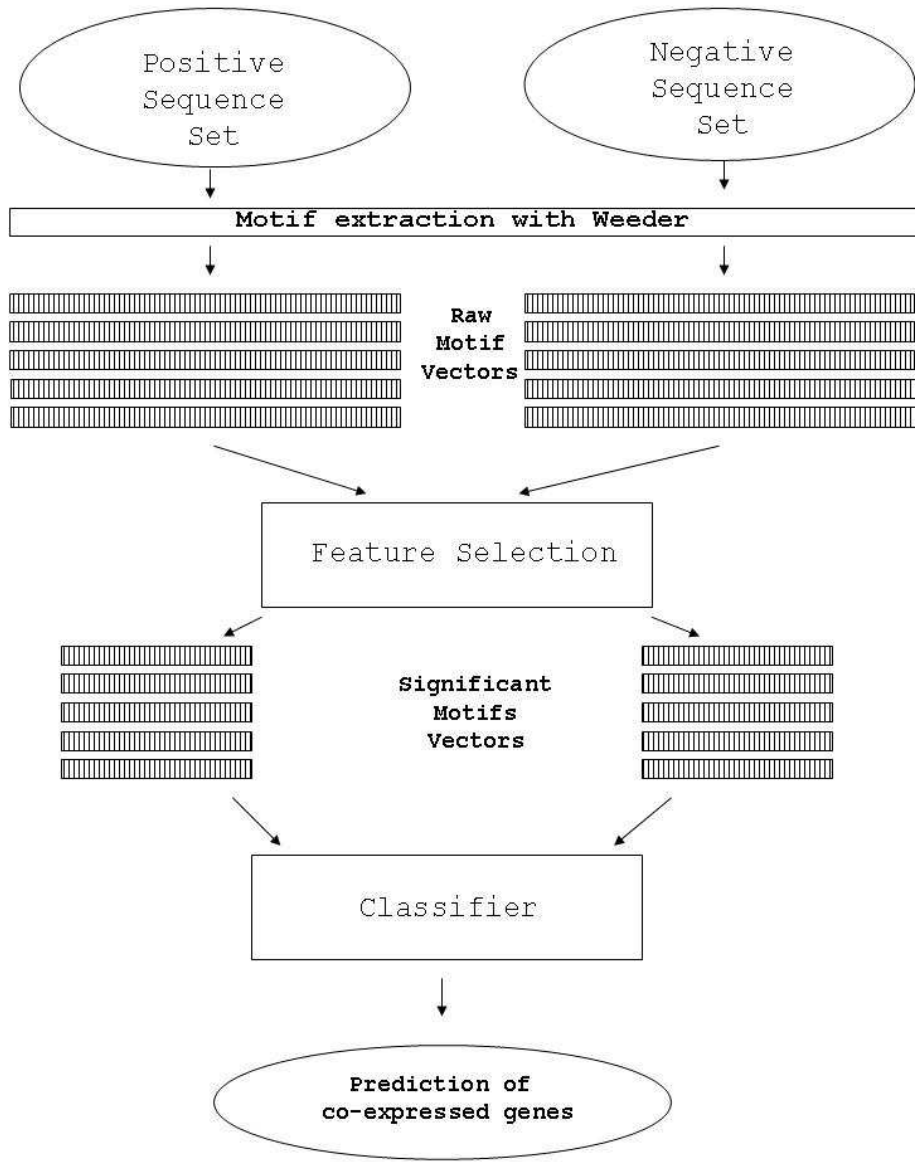 Positive
Sequence
Set
Negative
Sequence
Set
Motif extraction with Weeder
Raw
Motif
Vectors
Feature Selection
Significant
Motifs
Vectors
Classifier
Prediction of
co-expressed genes